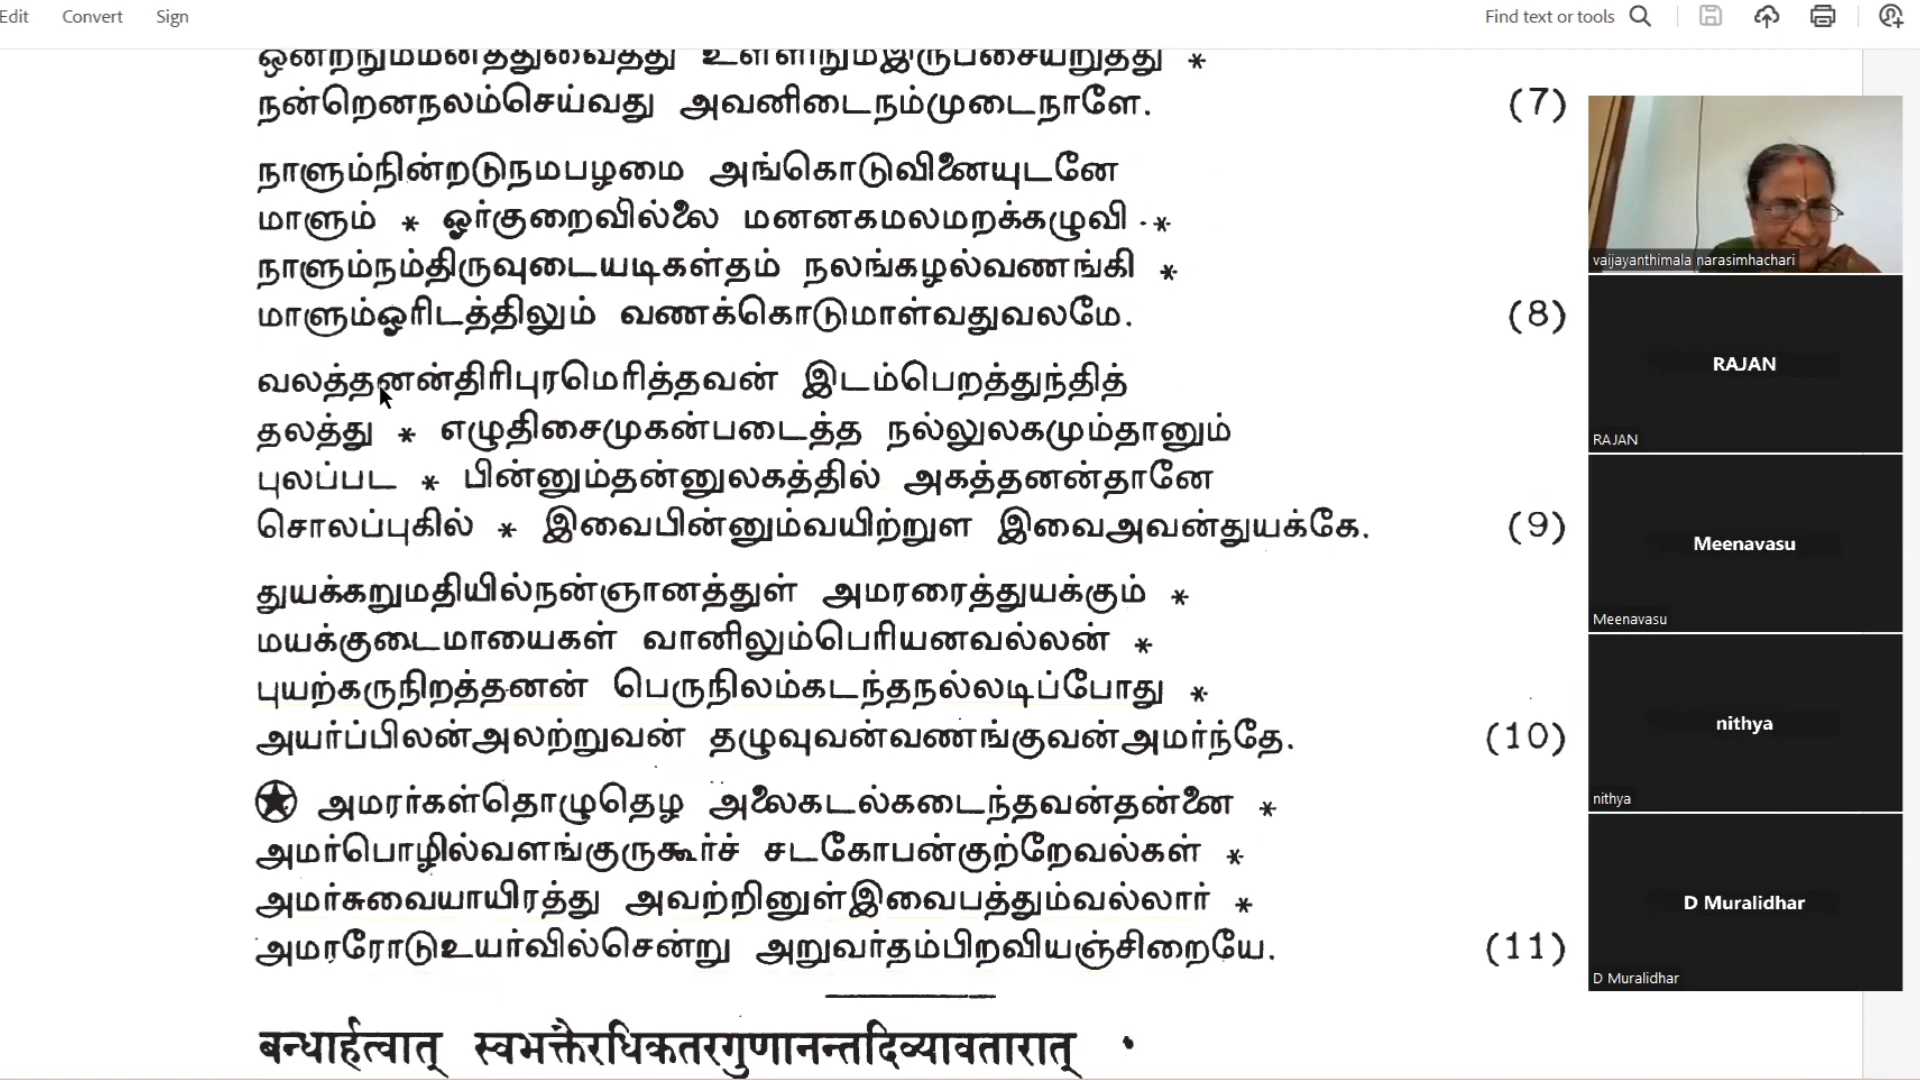 Edit Convert Sign Find text or tools
ஒன்றநும்மனத்துவைத்து உள்ளிநும்இருபசையறுத்து *
நன்றெனநலம்செய்வது அவனிடைநம்முடைநாளே. (7)
நாளும்நின்றடுநமபழமை அங்கொடுவினையுடனே
மாளும் * ஓர்குறைவில்லை மனனகமலமறக்கழுவி *
நாளும்நம்திருவுடையடிகள்தம் நலங்கழல்வணங்கி *
மாளும்ஓரிடத்திலும் வணக்கொடுமாள்வதுவலமே. (8)
வலத்தனன்திரிபுரமெரித்தவன் இடம்பெறத்துந்தித்
தலத்து * எழுதிசைமுகன்படைத்த நல்லுலகமும்தானும்
புலப்பட * பின்னும்தன்னுலகத்தில் அகத்தனன்தானே
சொலப்புகில் * இவைபின்னும்வயிற்றுள இவைஅவன்துயக்கே. (9)
துயக்கறுமதியில்நன்ஞானத்துள் அமரரைத்துயக்கும் *
மயக்குடைமாயைகள் வானிலும்பெரியனவல்லன் *
புயற்கருநிறத்தனன் பெருநிலம்கடந்தநல்லடிப்போது *
அயர்ப்பிலன்அலற்றுவன் தழுவுவன்வணங்குவன்அமர்ந்தே. (10)
அமரர்கள்தொழுதெழ அலைகடல்கடைந்தவன்தன்னை *
அமர்பொழில்வளங்குருகூர்ச் சடகோபன்குற்றேவல்கள் *
அமர்சுவையாயிரத்து அவற்றினுள்இவைபத்தும்வல்லார் *
அமரரோடுஉயர்வில்சென்று அறுவர்தம்பிறவியஞ்சிறையே. (11)
बन्धार्हत्वात् स्वभक्तैरधिकतरगुणानन्तदिव्यावतारात्
vaijayanthimala narasimhachari
RAJAN
RAJAN
Meenavasu
Meenavasu
nithya
nithya
D Muralidhar
D Muralidhar